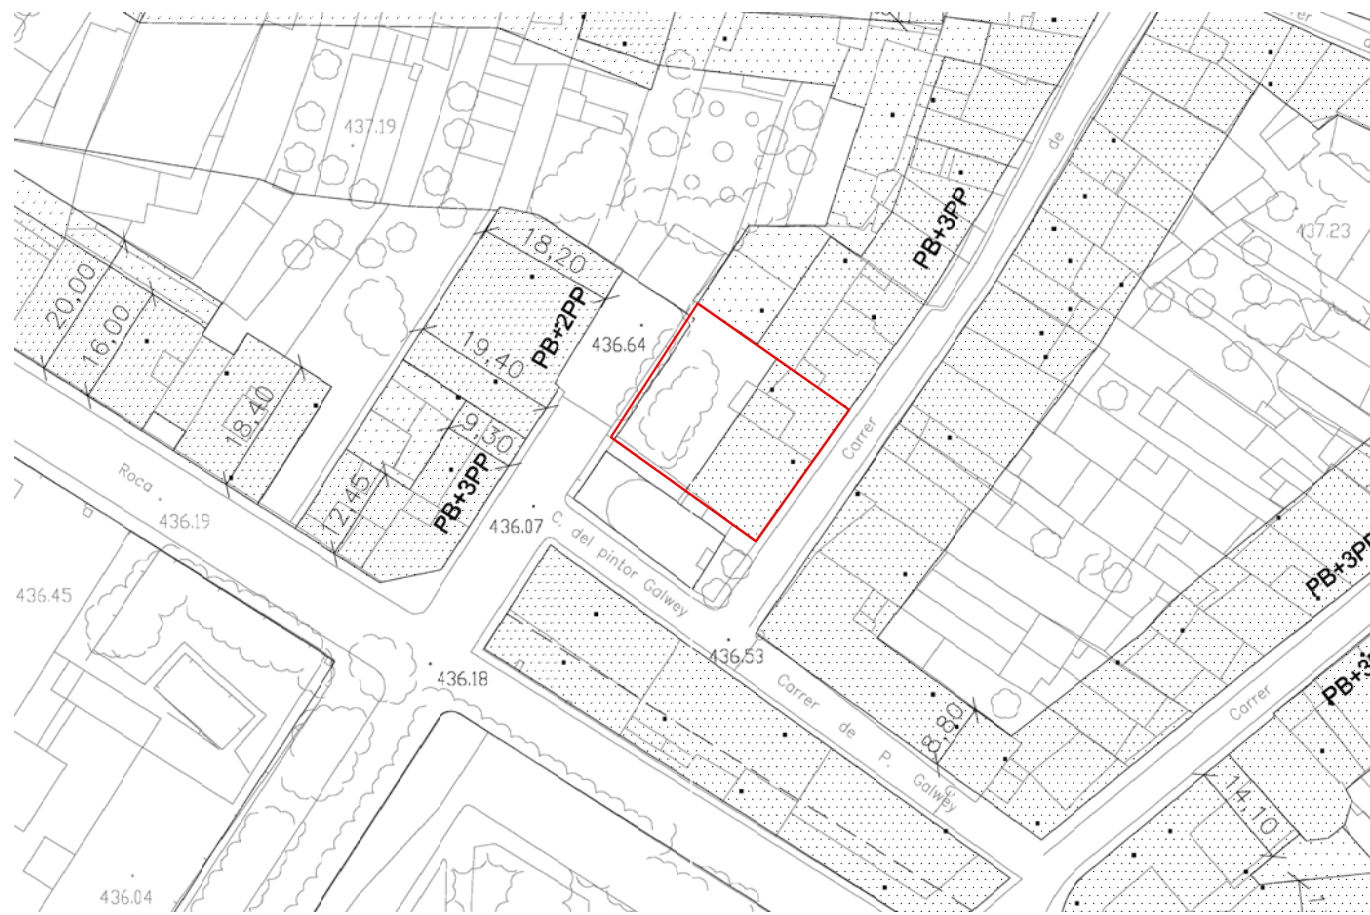 rrer
437.19
de
PB+3PP
437.23
18,20
20,00
16,00
PB+2PP
436.64
19,40
18,40
9,30
Carrer
PB+3PP
12,45
Roca
436.19
436.07
C. del pintor Galwey
436.45
PB+3PP
436.53
436.18
Carrer de P. Galwey
8,80
Carrer
14,10
436.04